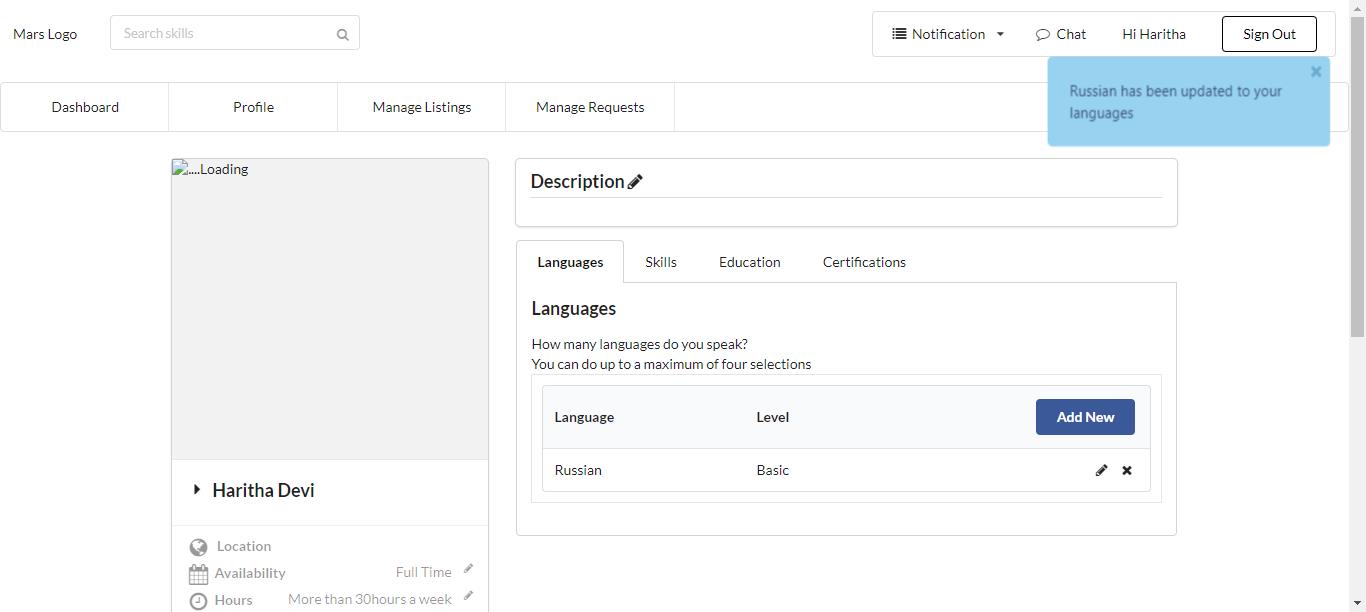 Mars Logo
Search skills
Notification
Chat
Hi Haritha
Sign Out
Russian has been updated to your
languages
Dashboard
Profile
Manage Listings
Manage Requests
....Loading
Description
Languages
Skills
Education
Certifications
Languages
How many languages do you speak?
You can do up to a maximum of four selections
Language
Level
Add New
Russian
Basic
Haritha Devi
Location
Availability
Full Time
Hours
More than 30hours a week